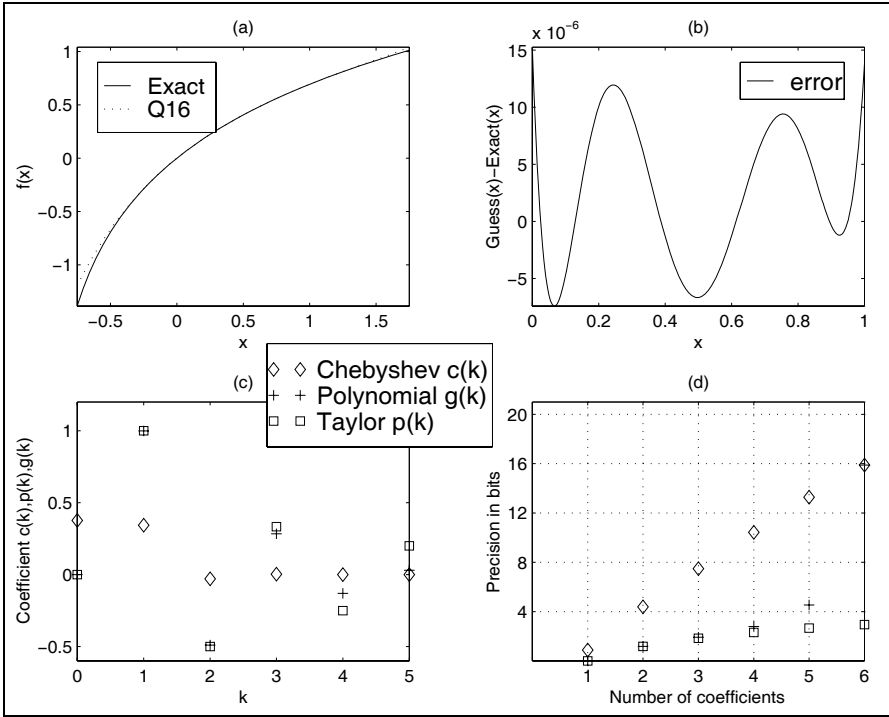 (a)
1
0.5
0
−0.5
−1
−0.5
0
0.5
1
1.5
x
f(x)
Exact
Q16
(b)
x 10−6
15
10
5
0
−5
0
0.2
0.4
0.6
0.8
1
x
Guess(x)−Exact(x)
error
(c)
1
0.5
0
−0.5
0
1
2
3
4
5
k
Coefficient c(k),p(k),g(k)
Chebyshev c(k)
Polynomial g(k)
Taylor p(k)
(d)
20
16
12
8
4
1
2
3
4
5
6
Number of coefficients
Precision in bits